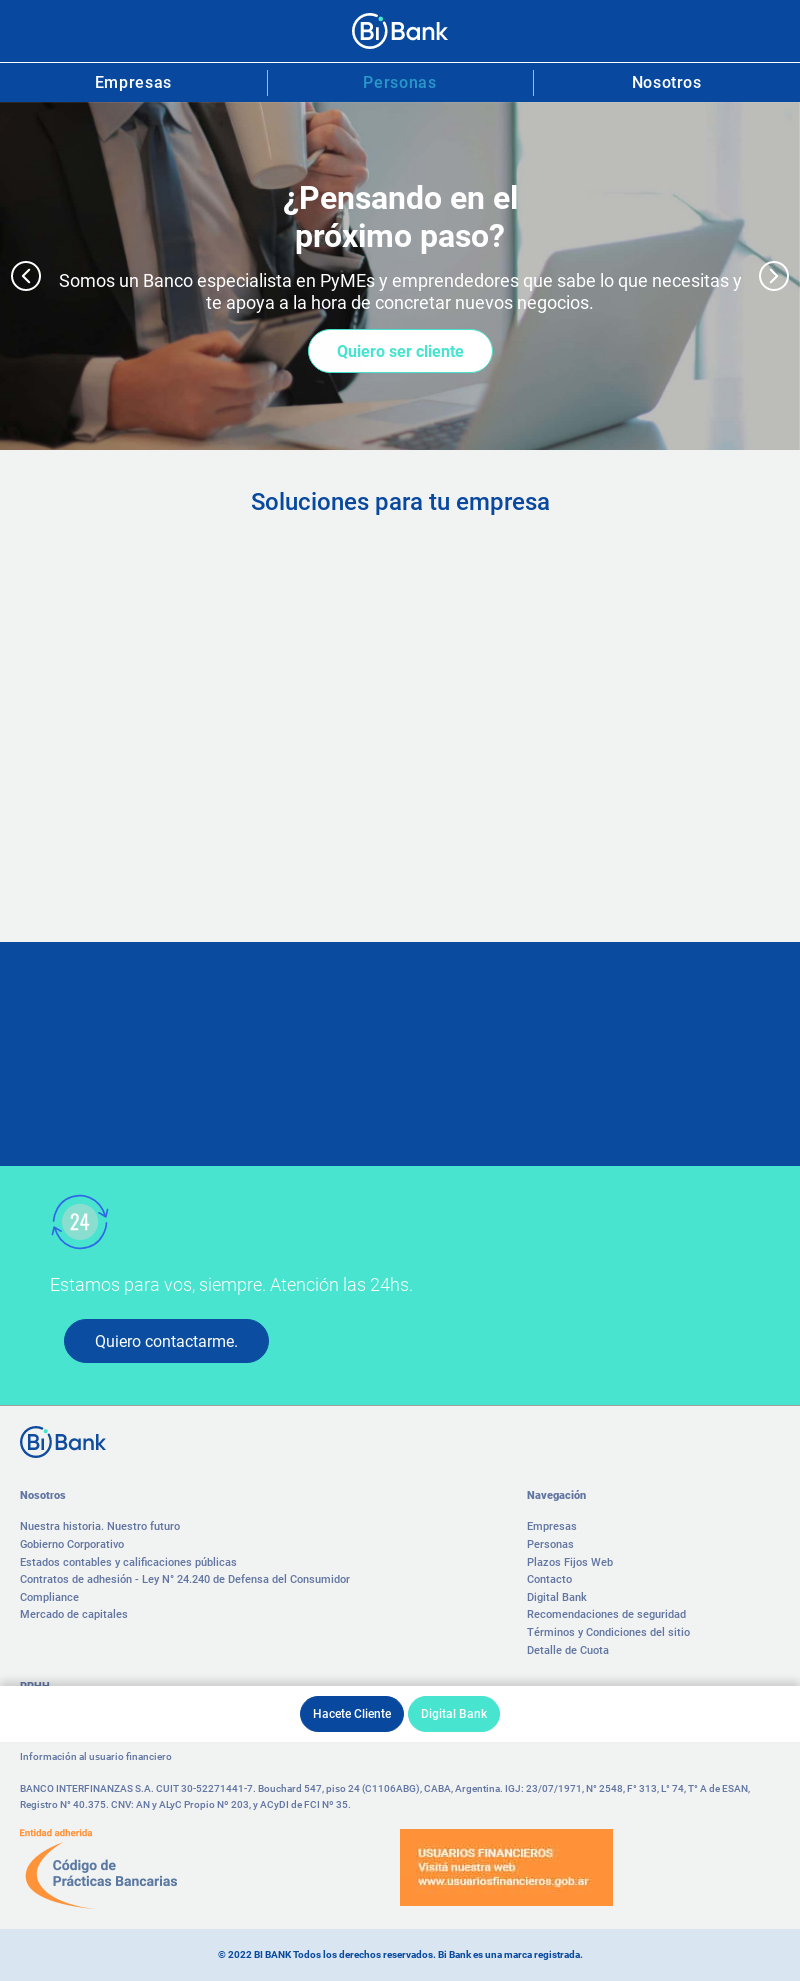 Bi Bank
Empresas
Personas
Nosotros
¿Pensando en el
próximo paso?
Somos un Banco especialista en PyMEs y emprendedores que sabe lo que necesitas y
te apoya a la hora de concretar nuevos negocios.
Quiero ser cliente
Soluciones para tu empresa
24
Estamos para vos, siempre. Atención las 24hs.
Quiero contactarme.
Bi Bank
Nosotros
Nuestra historia. Nuestro futuro
Gobierno Corporativo
Estados contables y calificaciones públicas
Contratos de adhesión - Ley N° 24.240 de Defensa del Consumidor
Compliance
Mercado de capitales
Navegación
Empresas
Personas
Plazos Fijos Web
Contacto
Digital Bank
Recomendaciones de seguridad
Términos y Condiciones del sitio
Detalle de Cuota
Hacete Cliente
Digital Bank
Información al usuario financiero
BANCO INTERFINANZAS S.A. CUIT 30-52271441-7. Bouchard 547, piso 24 (C1106ABG), CABA, Argentina. IGJ: 23/07/1971, N° 2548, F° 313, L° 74, T° A de ESAN,
Registro N° 40.375. CNV: AN y ALyC Propio Nº 203, y ACyDI de FCI Nº 35.
Entidad adherida
Código de
Prácticas Bancarias
USUARIOS FINANCIEROS
Visitá nuestra web
www.usuariosfinancieros.gob.ar
© 2022 BI BANK Todos los derechos reservados. Bi Bank es una marca registrada.